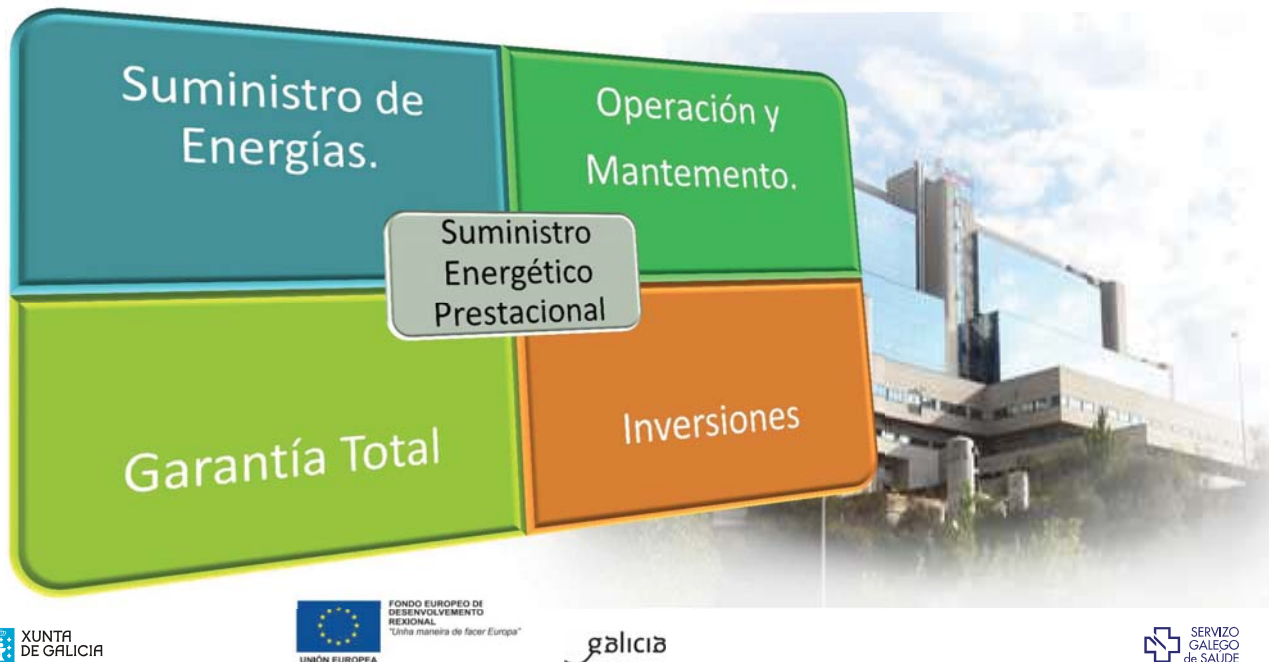 Suministro de
Energías.
Operación y
Mantemento.
Suministro
Energético
Prestacional
Garantía Total
Inversiones
XUNTA
DE GALICIA
FONDO EUROPEO DE
DESENVOLVEMENTO
REXIONAL
"Unha maneira de facer Europa"
UNIÓN EUROPEA
galicia
SERVIZO
GALEGO
de SAÚDE